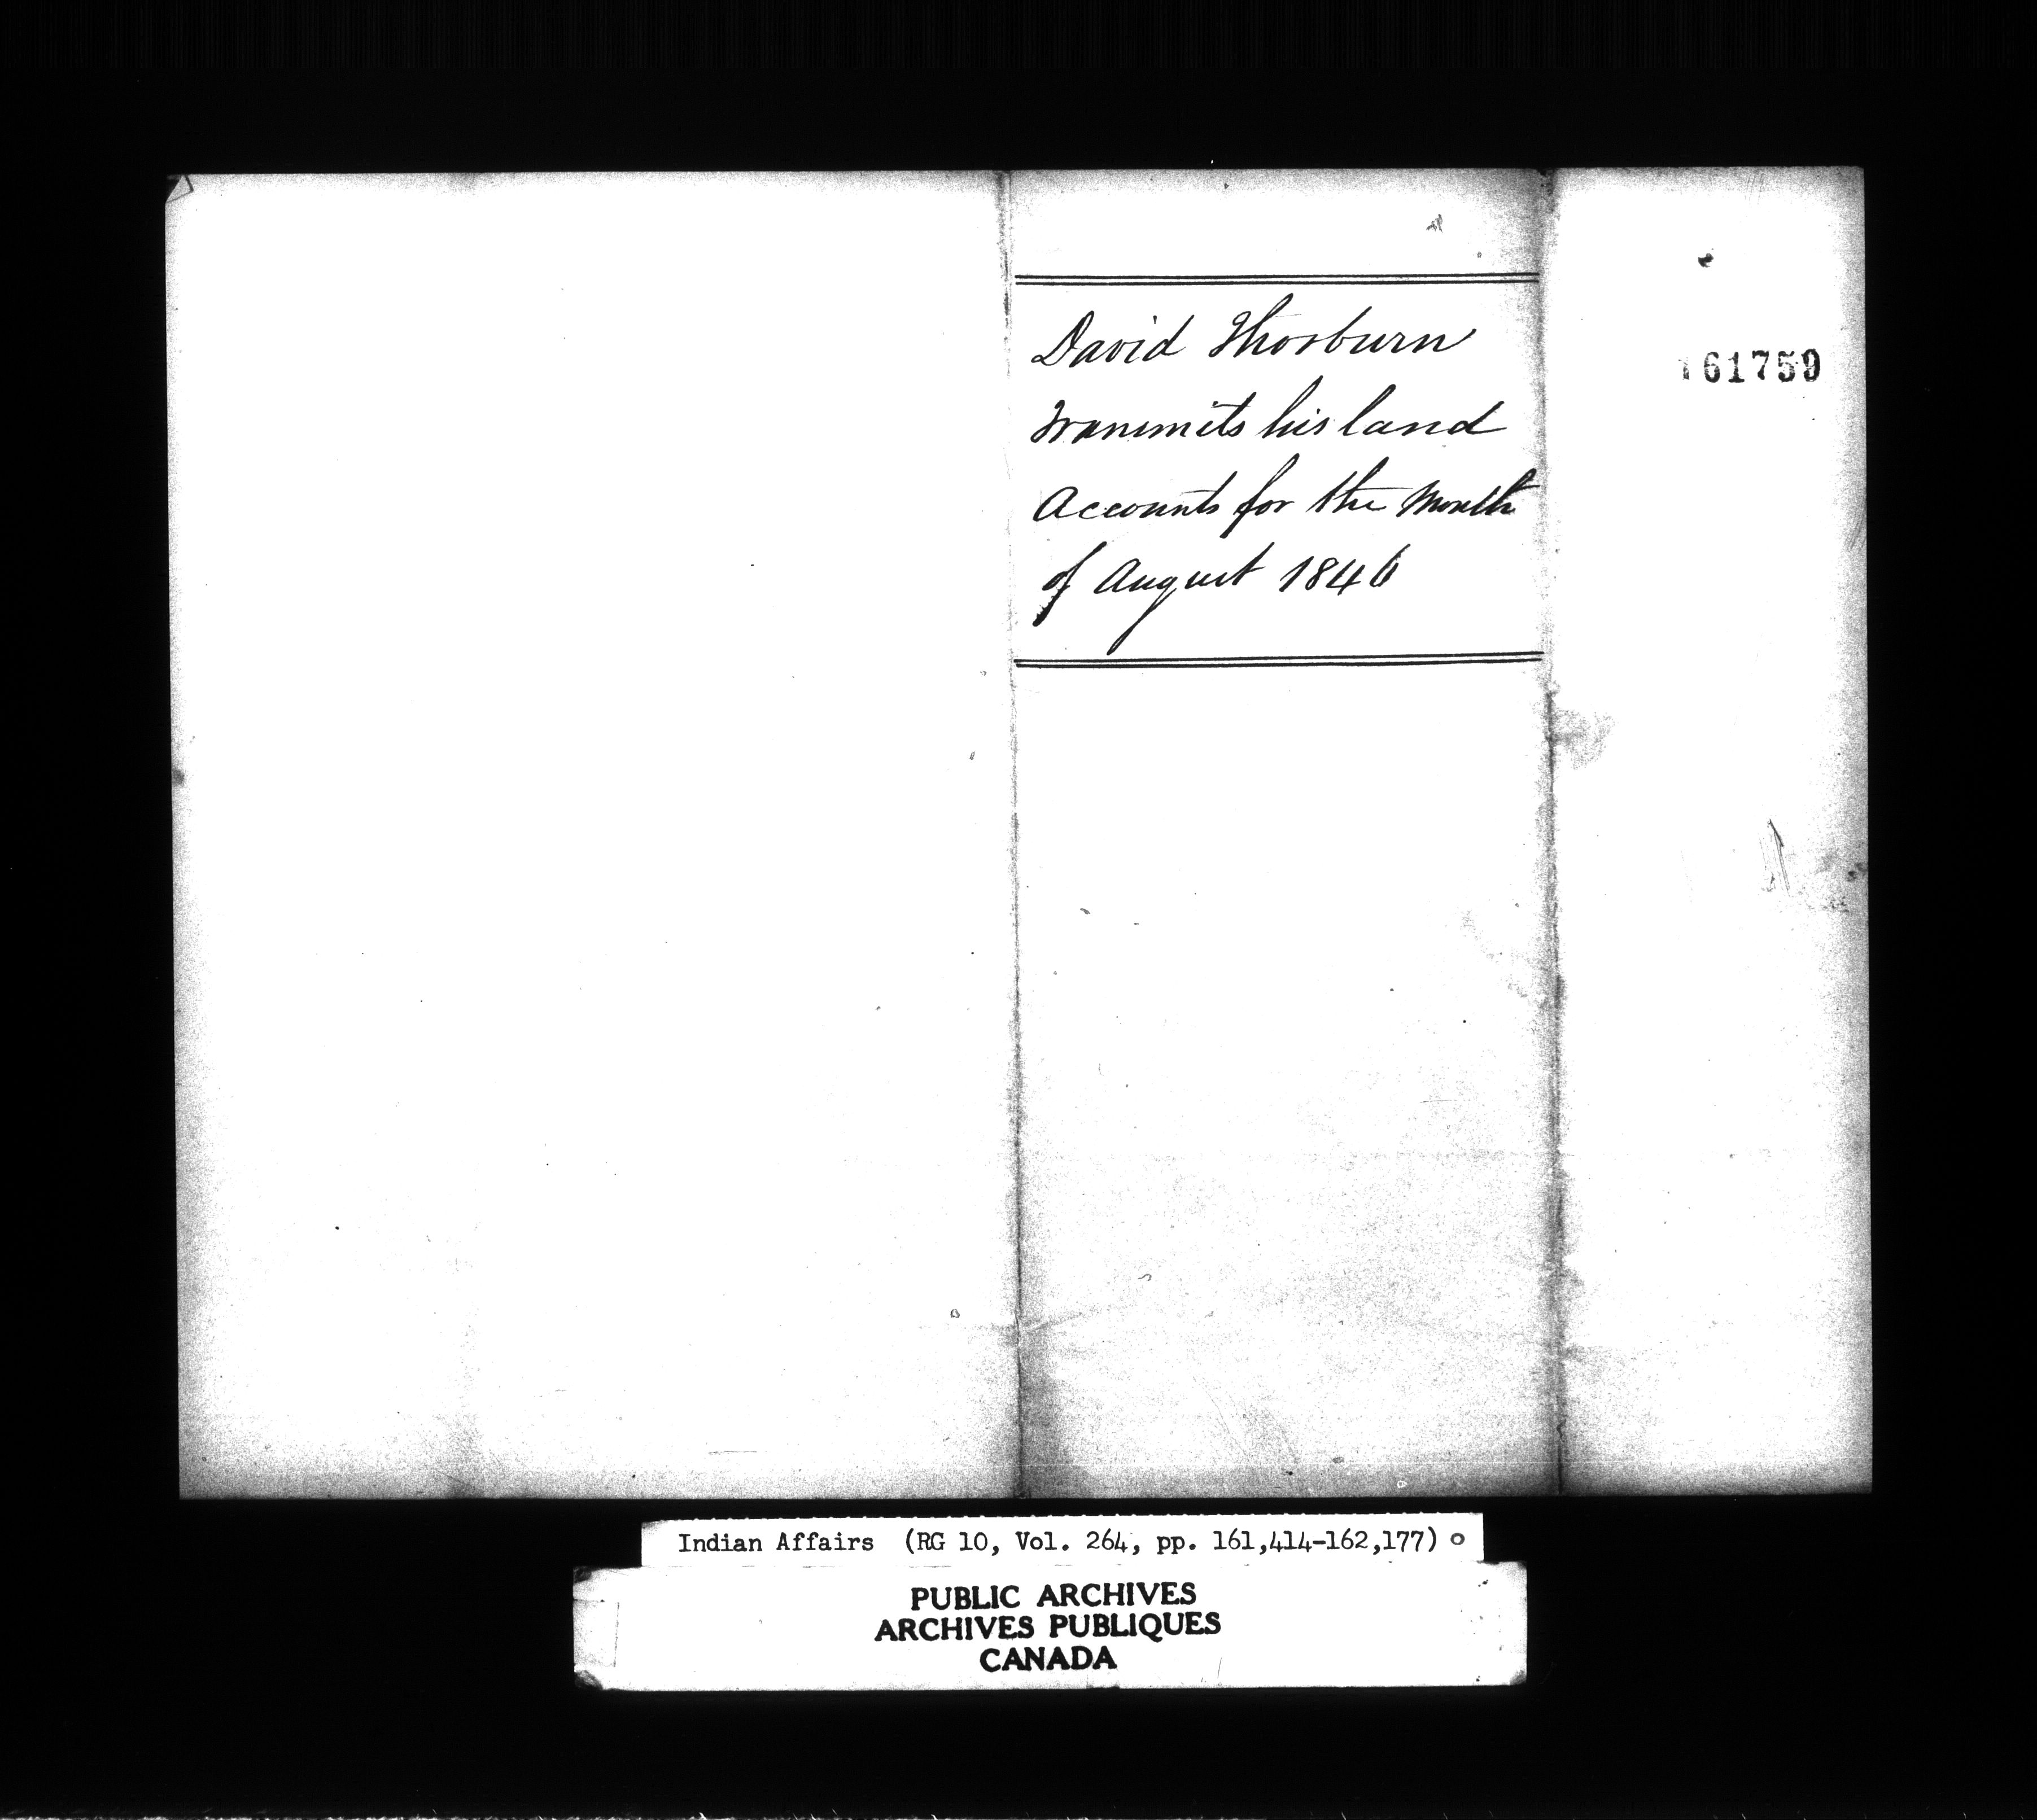 David Thorburn
transmits his land
Accounts for the Month
of August 1846
161759
Indian Affairs (RG 10, Vol. 264, pp. 161,414-162,177)
PUBLIC ARCHIVES
ARCHIVES PUBLIQUES
CANADA